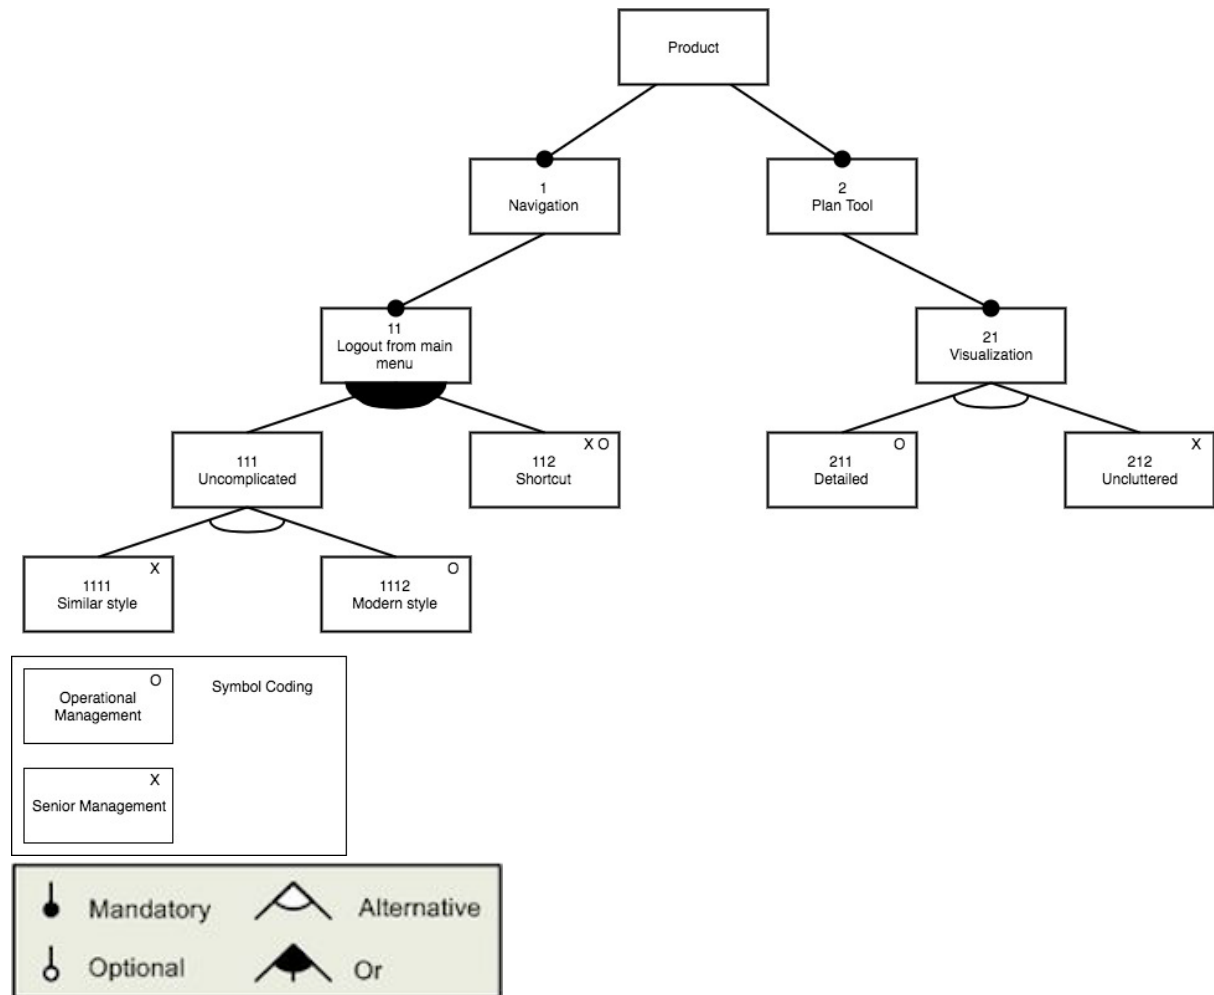 Product
1
Navigation
2
Plan Tool
11
Logout from main
menu
21
Visualization
111
Uncomplicated
X O
112
Shortcut
O
211
Detailed
X
212
Uncluttered
X
1111
Similar style
O
1112
Modern style
O
Operational
Management
Symbol Coding
X
Senior Management
Mandatory
Alternative
Optional
Or